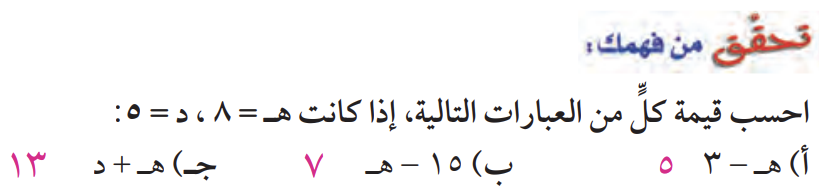 تحقق من فهمك:
احسب قيمة كلٍّ من العبارات التالية، إذا كانت هـ = ٨ ، د = ٥ :
أ) هـ – ٣ ٥ ب) ١٥ – هـ ٧ جـ) هـ + د ١٣